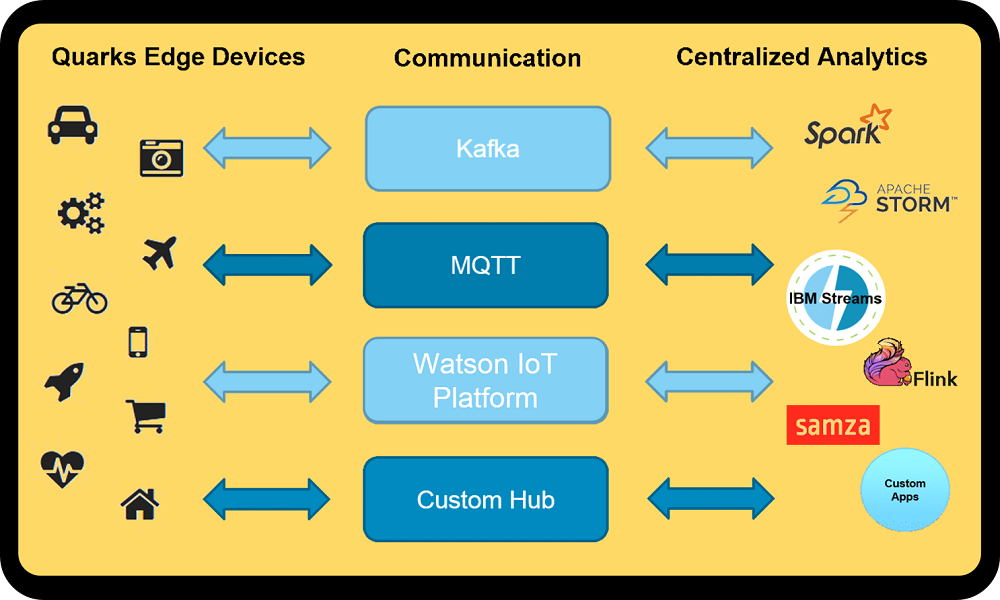 Quarks Edge Devices
Communication
Centralized Analytics
Kafka
Spark
APACHE
STORM™
MQTT
IBM Streams
Watson IoT
Platform
Flink
samza
Custom Hub
Custom
Apps